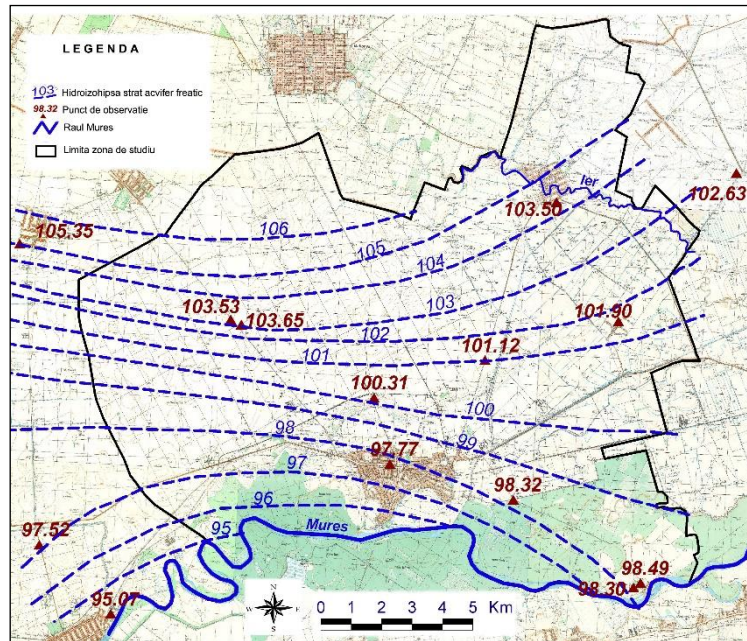 LEGENDA
103 Hidroizohipsa strat acvifer freatic
98.32 Punct de observatie
Raul Mures
Limita zona de studiu
Ier
102.63
103.50
105.35
106
105
104
103
103.53
103.65
102
101.90
101
101.12
100.31
100
99
98
97.77
97
98.32
96
97.52
95
Mures
98.49
98.30
95.07
N
W E
S
0 1 2 3 4 5 Km